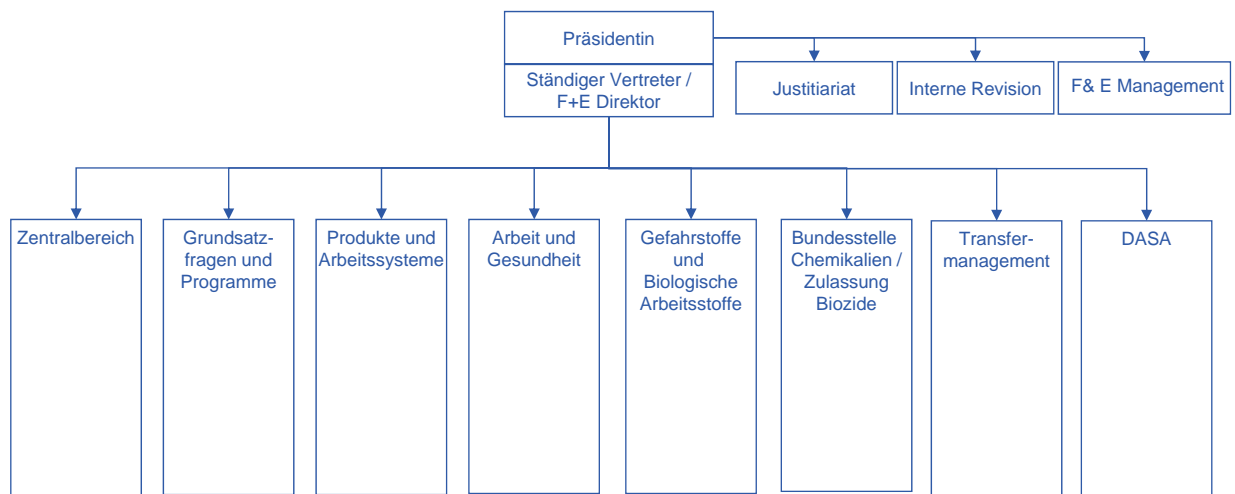 Präsidentin
Ständiger Vertreter /
F+E Direktor
Justitiariat
Interne Revision
F& E Management
Zentralbereich
Grundsatz-
fragen und
Programme
Produkte und
Arbeitssysteme
Arbeit und
Gesundheit
Gefahrstoffe
und
Biologische
Arbeitsstoffe
Bundesstelle
Chemikalien /
Zulassung
Biozide
Transfer-
management
DASA